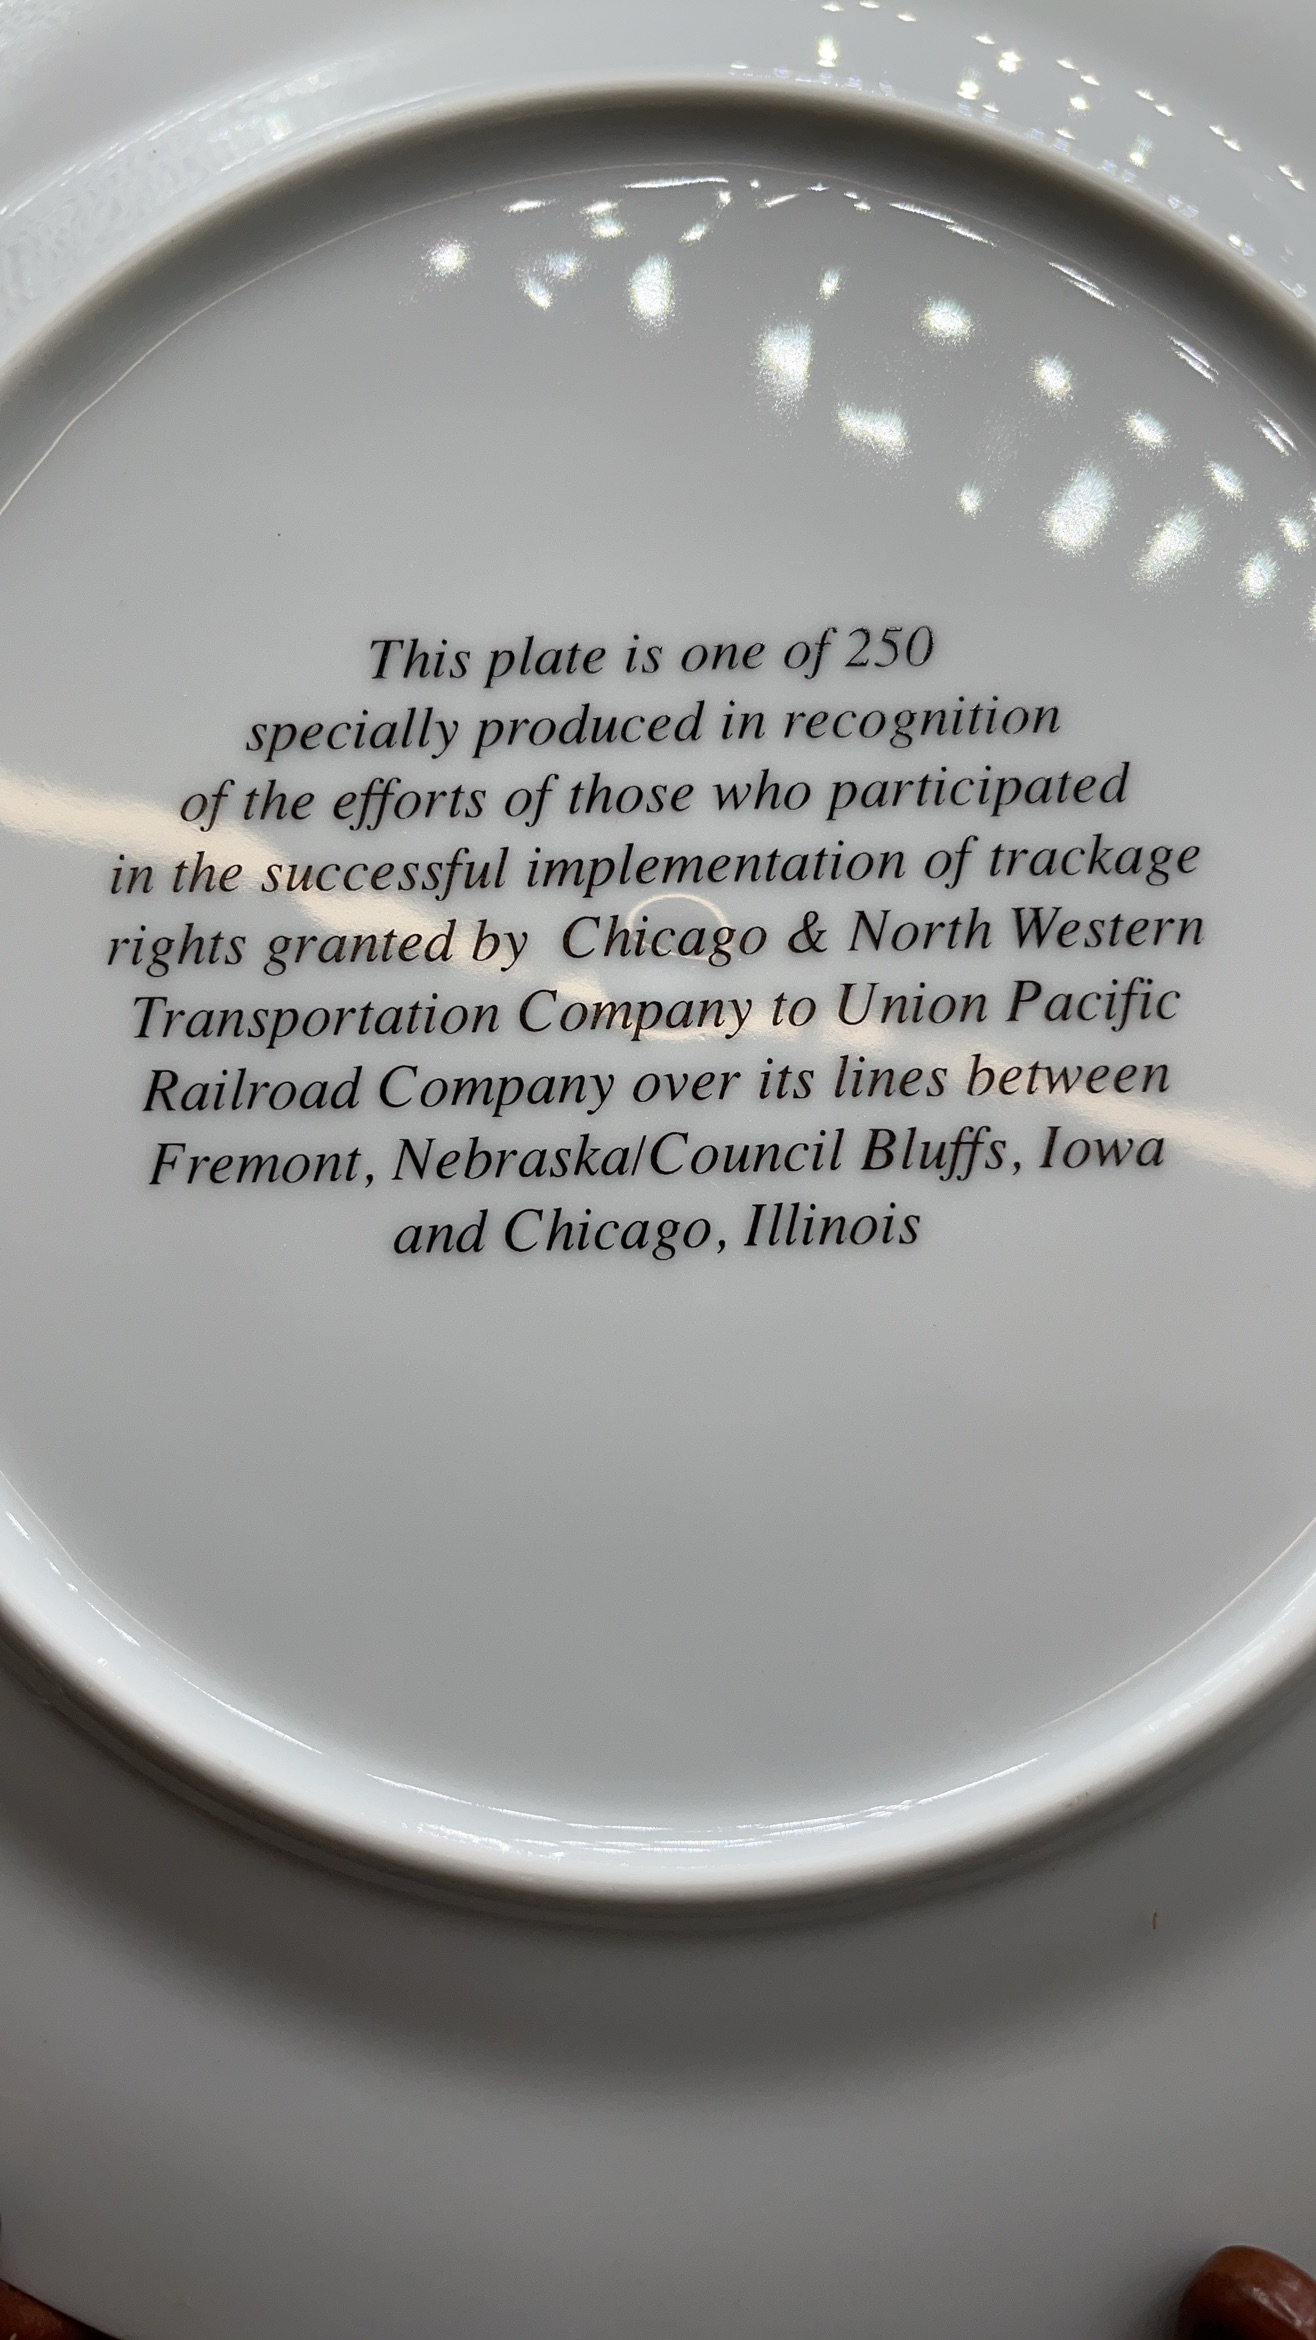 This plate is one of 250
specially produced in recognition
of the efforts of those who participated
in the successful implementation of trackage
rights granted by Chicago & North Western
Transportation Company to Union Pacific
Railroad Company over its lines between
Fremont, Nebraska/Council Bluffs, Iowa
and Chicago, Illinois